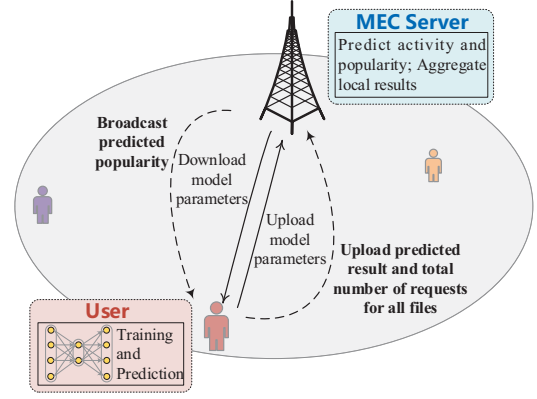 MEC Server
Predict activity and
popularity; Aggregate
local results
Broadcast
predicted
popularity
Download
model
parameters
Upload
model
parameters
Upload predicted
result and total
number of requests
for all files
User
Training
and
Prediction